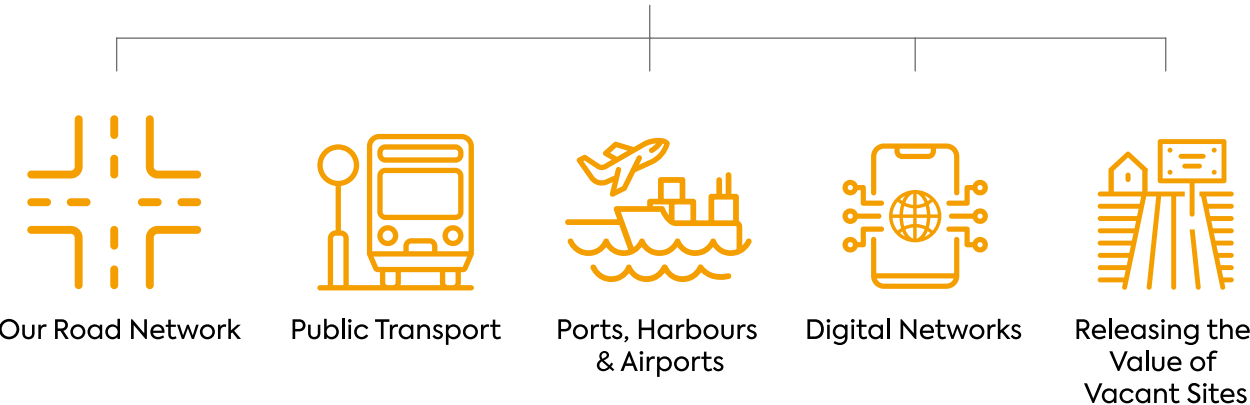 Our Road Network
Public Transport
Ports, Harbours
& Airports
Digital Networks
Releasing the
Value of
Vacant Sites